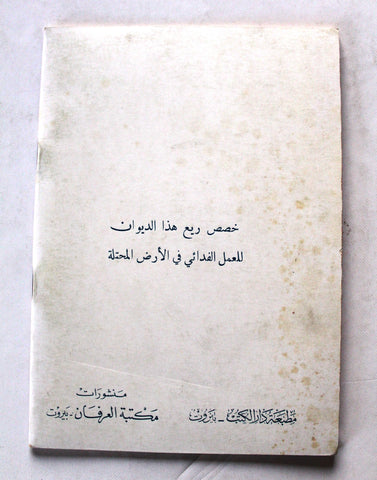 خصص ريع هذا الديوان
للعمل الفدائي في الأرض المحتلة
مطبعة دار الكتب - بيروت
منشورات
مكتبة العرفان - بيروت